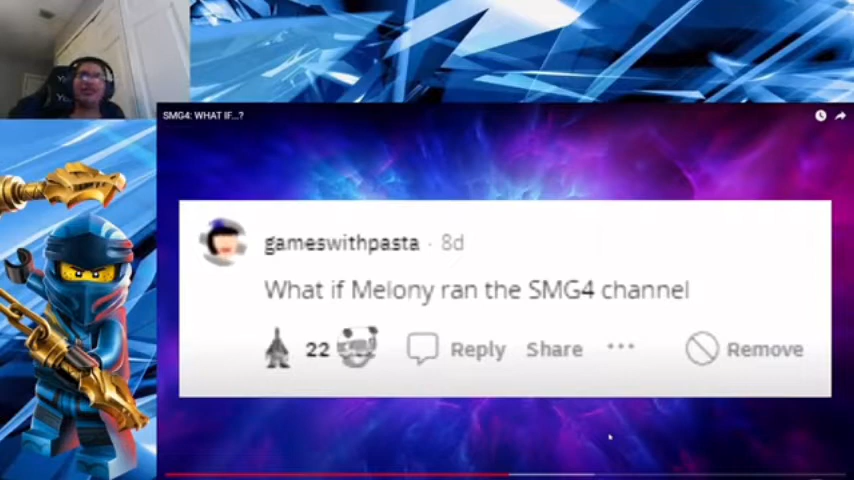 SMG4: WHAT IF...?
gameswithpasta · 8d
What if Melony ran the SMG4 channel
22 Reply Share ··· Remove